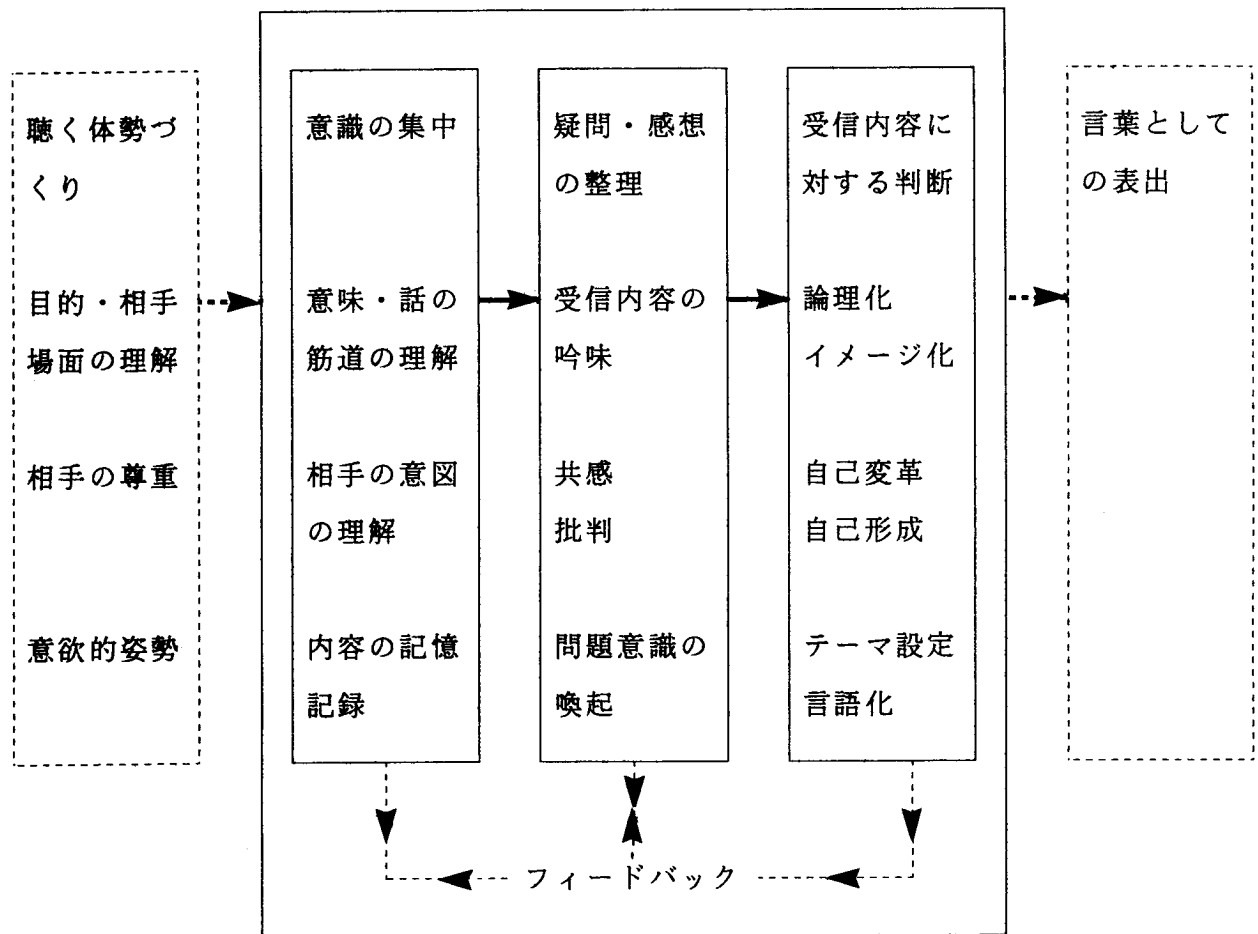 聴く体勢づ
くり
目的・相手
場面の理解
相手の尊重
意欲的姿勢
意識の集中
意味・話の
筋道の理解
相手の意図
の理解
内容の記憶
記録
疑問・感想
の整理
受信内容の
吟味
共感
批判
問題意識の
喚起
受信内容に
対する判断
論理化
イメージ化
自己変革
自己形成
テーマ設定
言語化
言葉として
の表出
フィードバック